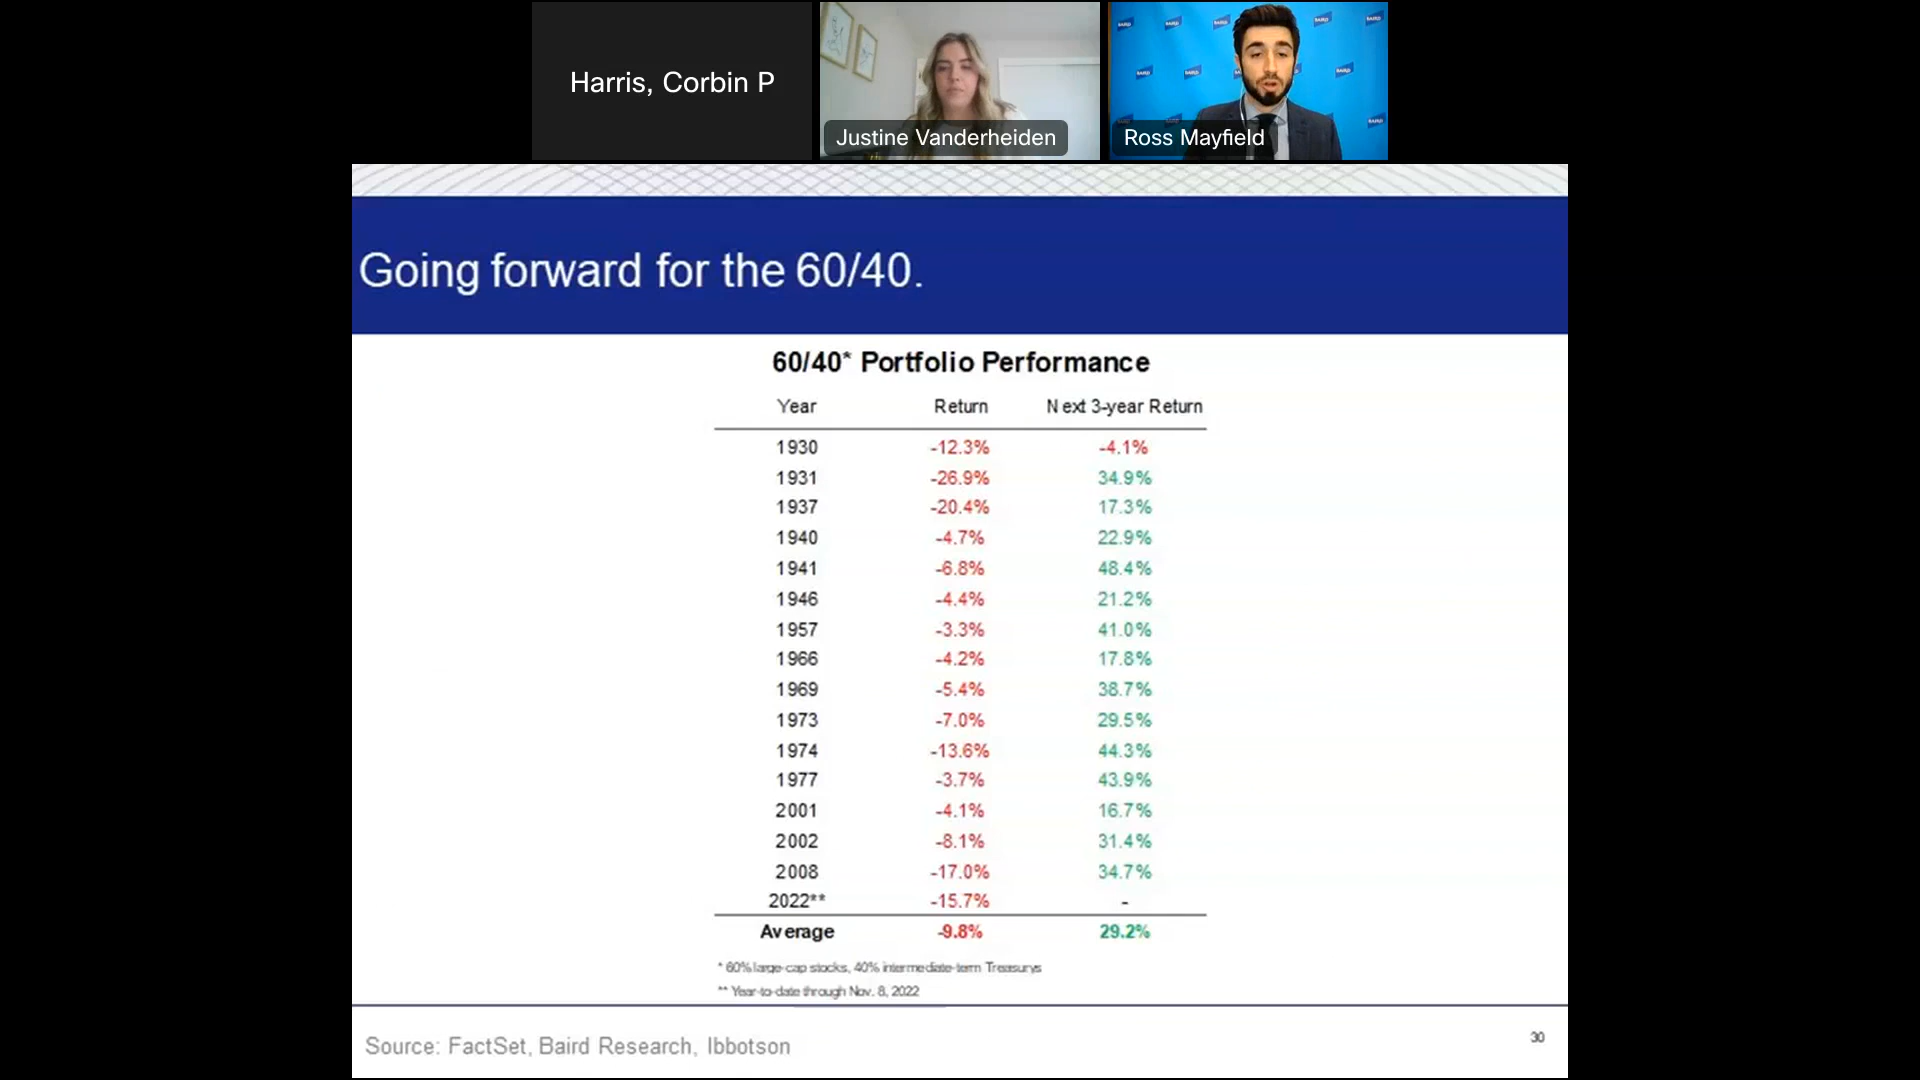 Harris, Corbin P
Justine Vanderheiden
Ross Mayfield
BAIRD
Going forward for the 60/40.
60/40* Portfolio Performance
Year Return Next 3-year Return
1930 -12.3% -4.1%
1931 -26.9% 34.9%
1937 -20.4% 17.3%
1940 -4.7% 22.9%
1941 -6.8% 48.4%
1946 -4.4% 21.2%
1957 -3.3% 41.0%
1966 -4.2% 17.8%
1969 -5.4% 38.7%
1973 -7.0% 29.5%
1974 -13.6% 44.3%
1977 -3.7% 43.9%
2001 -4.1% 16.7%
2002 -8.1% 31.4%
2008 -17.0% 34.7%
2022** -15.7% -
Average -9.8% 29.2%
* 60% large-cap stocks, 40% intermediate-term Treasurys
** Year-to-date through Nov. 8, 2022
Source: FactSet, Baird Research, Ibbotson
30